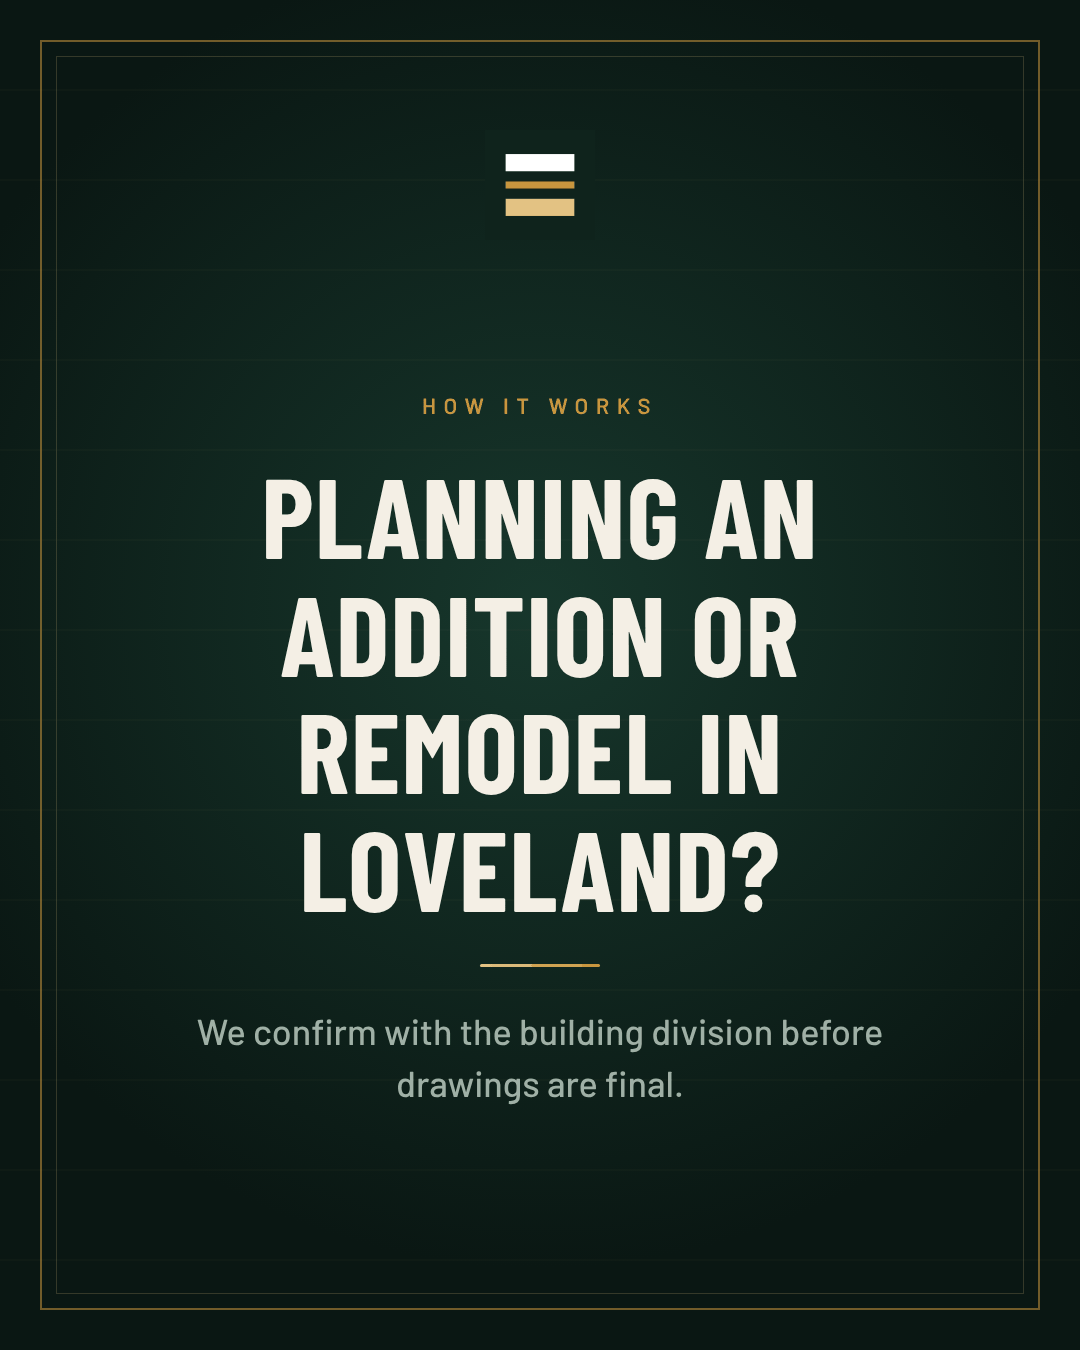 HOW IT WORKS
PLANNING AN
ADDITION OR
REMODEL IN
LOVELAND?
We confirm with the building division before
drawings are final.